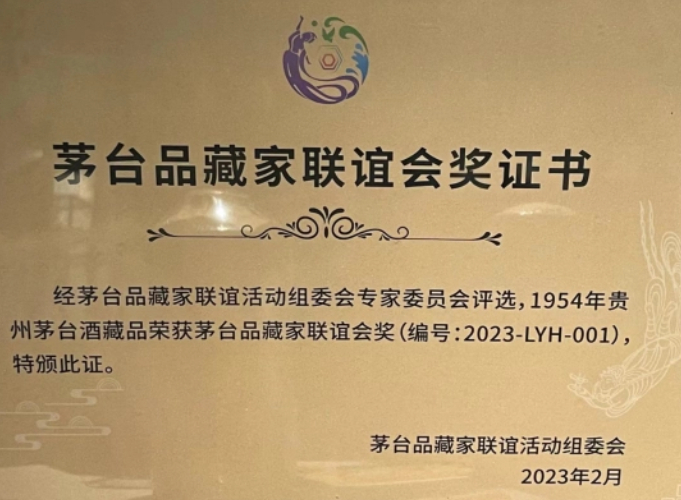 茅台品藏家联谊会奖证书
经茅台品藏家联谊活动组委会专家委员会评选，1954年贵
州茅台酒藏品荣获茅台品藏家联谊会奖（编号：2023-LYH-001），
特颁此证。
茅台品藏家联谊活动组委会
2023年2月